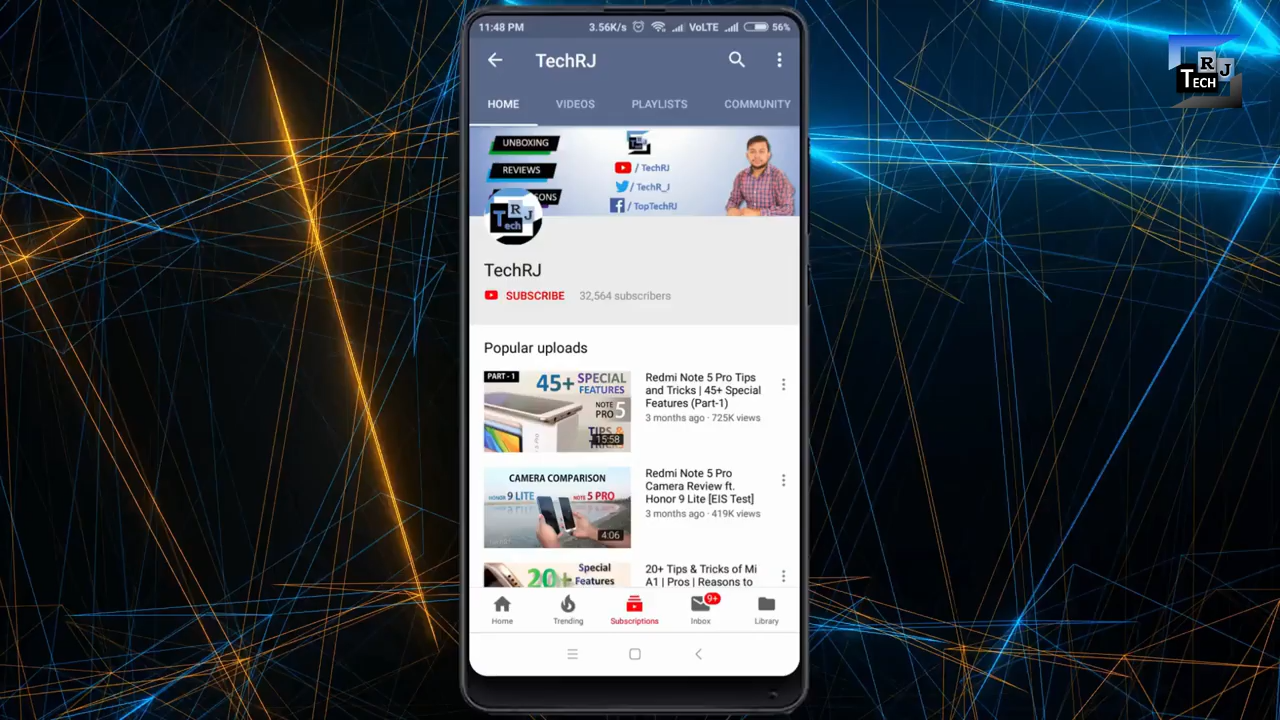 11:48 PM 3.56K/s VoLTE 56%
RJ
TECH
TechRJ
HOME VIDEOS PLAYLISTS COMMUNITY
UNBOXING
REVIEWS
/ TechRJ
/ TechR_J
/ TopTechRJ
RJ
Tech
TechRJ
SUBSCRIBE 32,564 subscribers
Popular uploads
PART - 1
45+ SPECIAL
FEATURES
NOTE
PRO 5
TIPS &
15:58
Redmi Note 5 Pro Tips
and Tricks | 45+ Special
Features (Part-1)
3 months ago · 725K views
CAMERA COMPARISON
HONOR 9 LITE NOTE 5 PRO
4:06
Redmi Note 5 Pro
Camera Review ft.
Honor 9 Lite [EIS Test]
3 months ago · 419K views
20+ Special
Features
20+ Tips & Tricks of Mi
A1 | Pros | Reasons to
9+
Home Trending Subscriptions Inbox Library